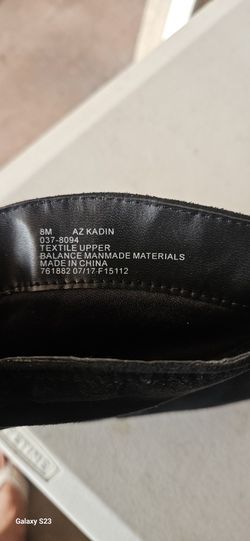 8M AZ KADIN
037-8094
TEXTILE UPPER
BALANCE MANMADE MATERIALS
MADE IN CHINA
761882 07/17 F15112
Galaxy S23